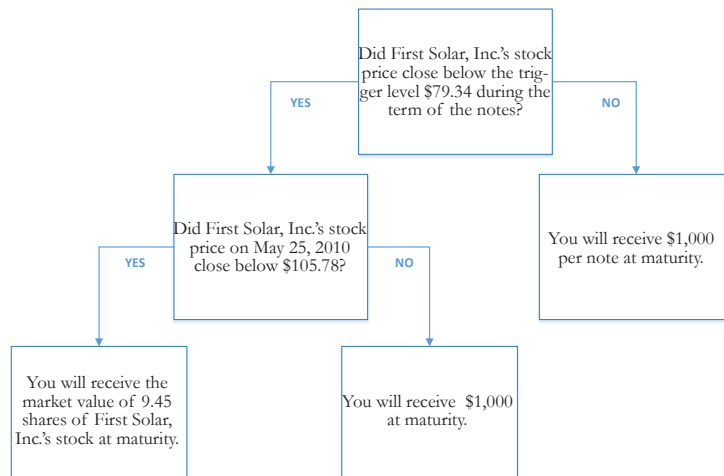 Did First Solar, Inc.'s stock
price close below the trig-
ger level $79.34 during the
term of the notes?
YES
NO
Did First Solar, Inc.'s stock
price on May 25, 2010
close below $105.78?
You will receive $1,000
per note at maturity.
YES
NO
You will receive the
market value of 9.45
shares of First Solar,
Inc.'s stock at maturity.
You will receive $1,000
at maturity.